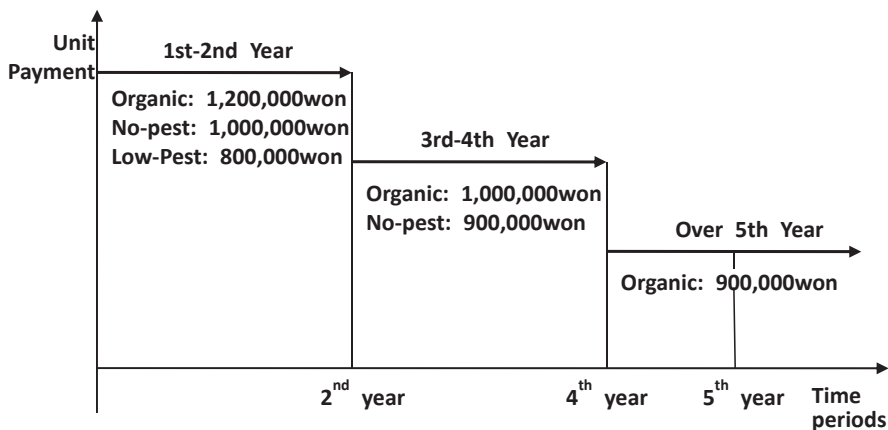 Unit
Payment
1st-2nd Year
Organic: 1,200,000won
No-pest: 1,000,000won
Low-Pest: 800,000won
3rd-4th Year
Organic: 1,000,000won
No-pest: 900,000won
Over 5th Year
Organic: 900,000won
2nd year
4th year
5th year
Time
periods